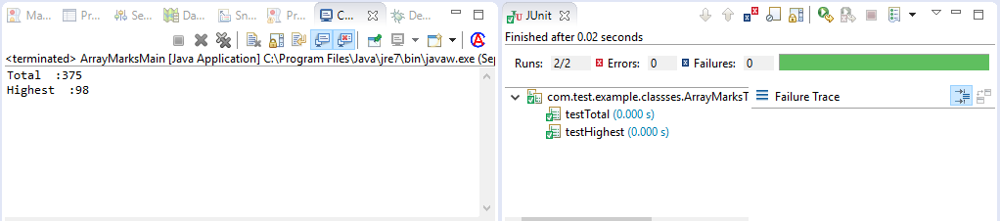 Ma...
Pr...
Se...
Da...
Sn...
Pr...
C...
De...
<terminated> ArrayMarksMain [Java Application] C:\Program Files\Java\jre7\bin\javaw.exe (Sep
Total  :375
Highest  :98
JUnit
Finished after 0.02 seconds
Runs: 2/2 Errors: 0 Failures: 0
com.test.example.classses.ArrayMarksT
Failure Trace
testTotal (0.000 s)
testHighest (0.000 s)